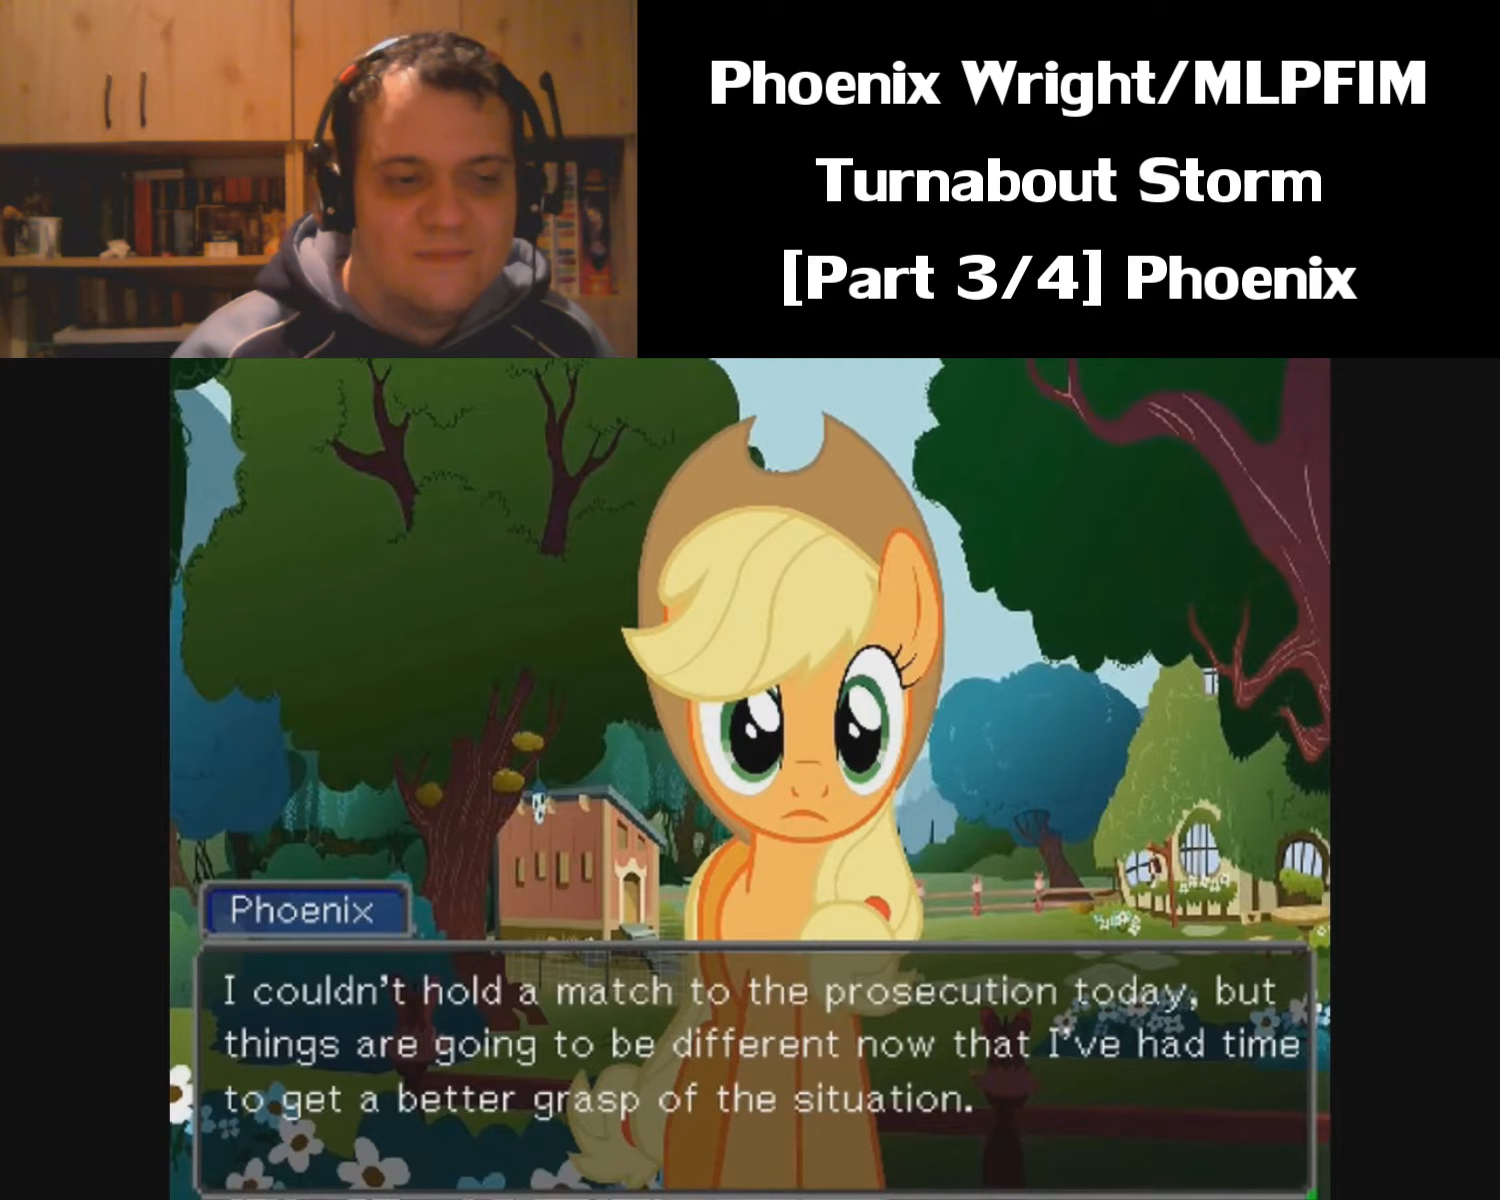 Phoenix Wright/MLPFIM
Turnabout Storm
[Part 3/4] Phoenix
Phoenix
I couldn't hold a match to the prosecution today, but
things are going to be different now that I've had time
to get a better grasp of the situation.